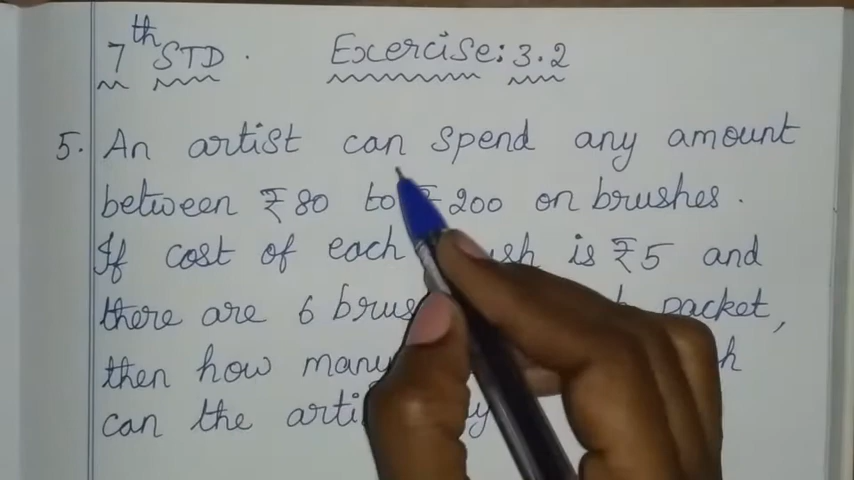 7th STD. Exercise: 3.2
5. An artist can spend any amount
between ₹80 to ₹200 on brushes.
If cost of each is ₹5 and
there are 6 packet,
then how many
can the